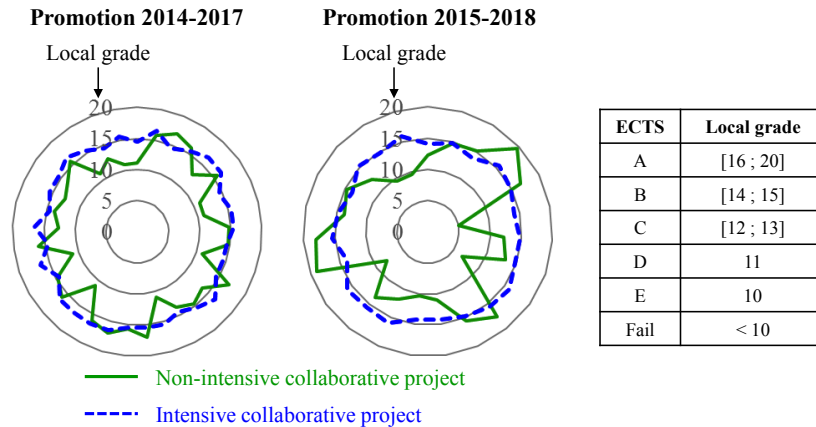 Promotion 2014-2017
Promotion 2015-2018
Local grade
Local grade
20
15
10
5
0
20
15
10
5
0
ECTS Local grade
A [16 ; 20]
B [14 ; 15]
C [12 ; 13]
D 11
E 10
Fail < 10
Non-intensive collaborative project
Intensive collaborative project